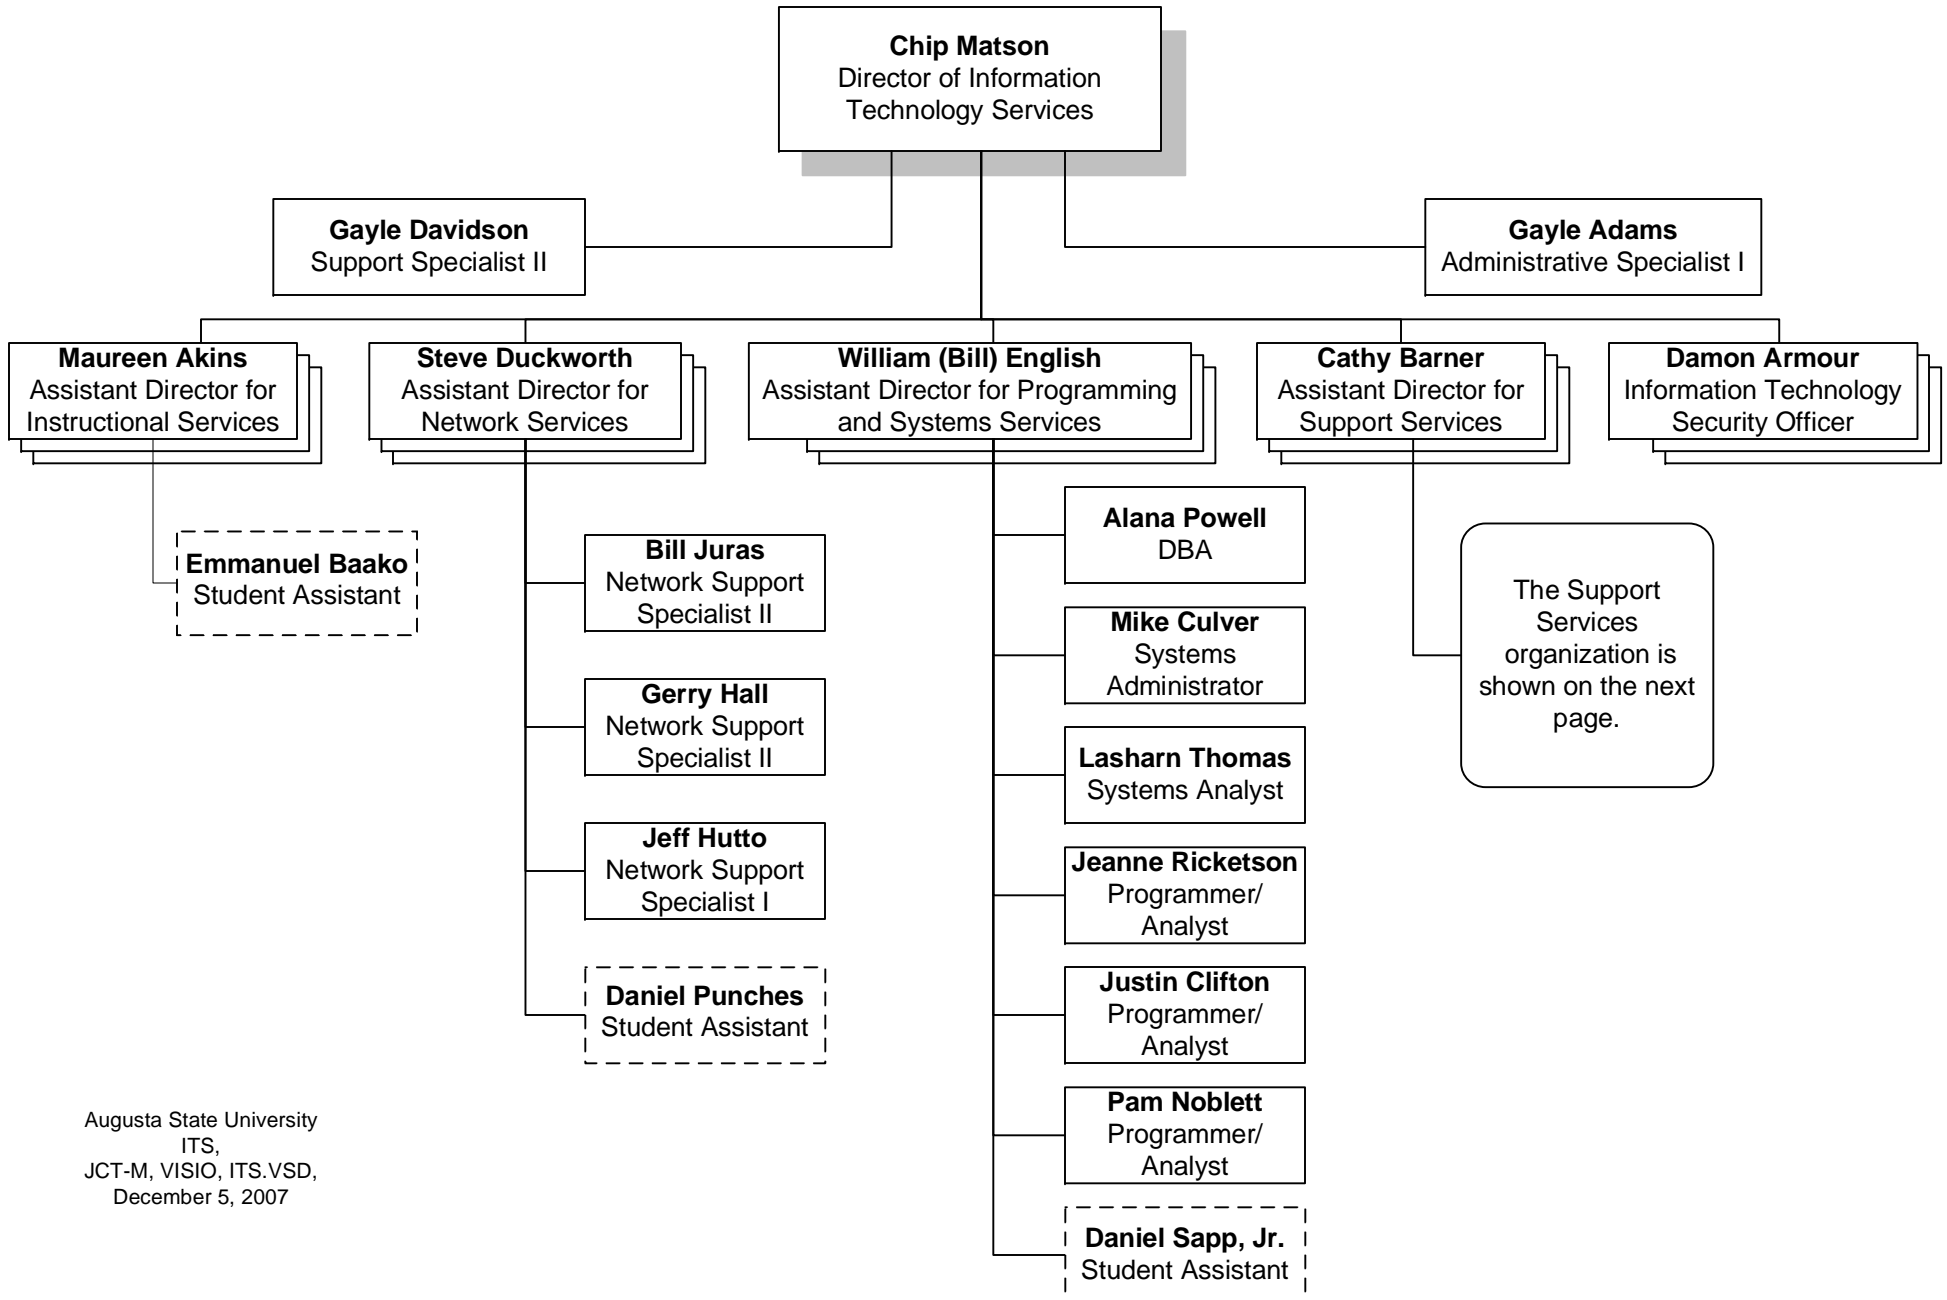 Chip Matson
Director of Information
Technology Services
Gayle Davidson
Support Specialist II
Gayle Adams
Administrative Specialist I
Maureen Akins
Assistant Director for
Instructional Services
Steve Duckworth
Assistant Director for
Network Services
William (Bill) English
Assistant Director for Programming
and Systems Services
Cathy Barner
Assistant Director for
Support Services
Damon Armour
Information Technology
Security Officer
Emmanuel Baako
Student Assistant
Bill Juras
Network Support
Specialist II
Gerry Hall
Network Support
Specialist II
Jeff Hutto
Network Support
Specialist I
Daniel Punches
Student Assistant
Alana Powell
DBA
Mike Culver
Systems
Administrator
Lasharn Thomas
Systems Analyst
Jeanne Ricketson
Programmer/
Analyst
Justin Clifton
Programmer/
Analyst
Pam Noblett
Programmer/
Analyst
Daniel Sapp, Jr.
Student Assistant
The Support
Services
organization is
shown on the next
page.
Augusta State University
ITS,
JCT-M, VISIO, ITS.VSD,
December 5, 2007